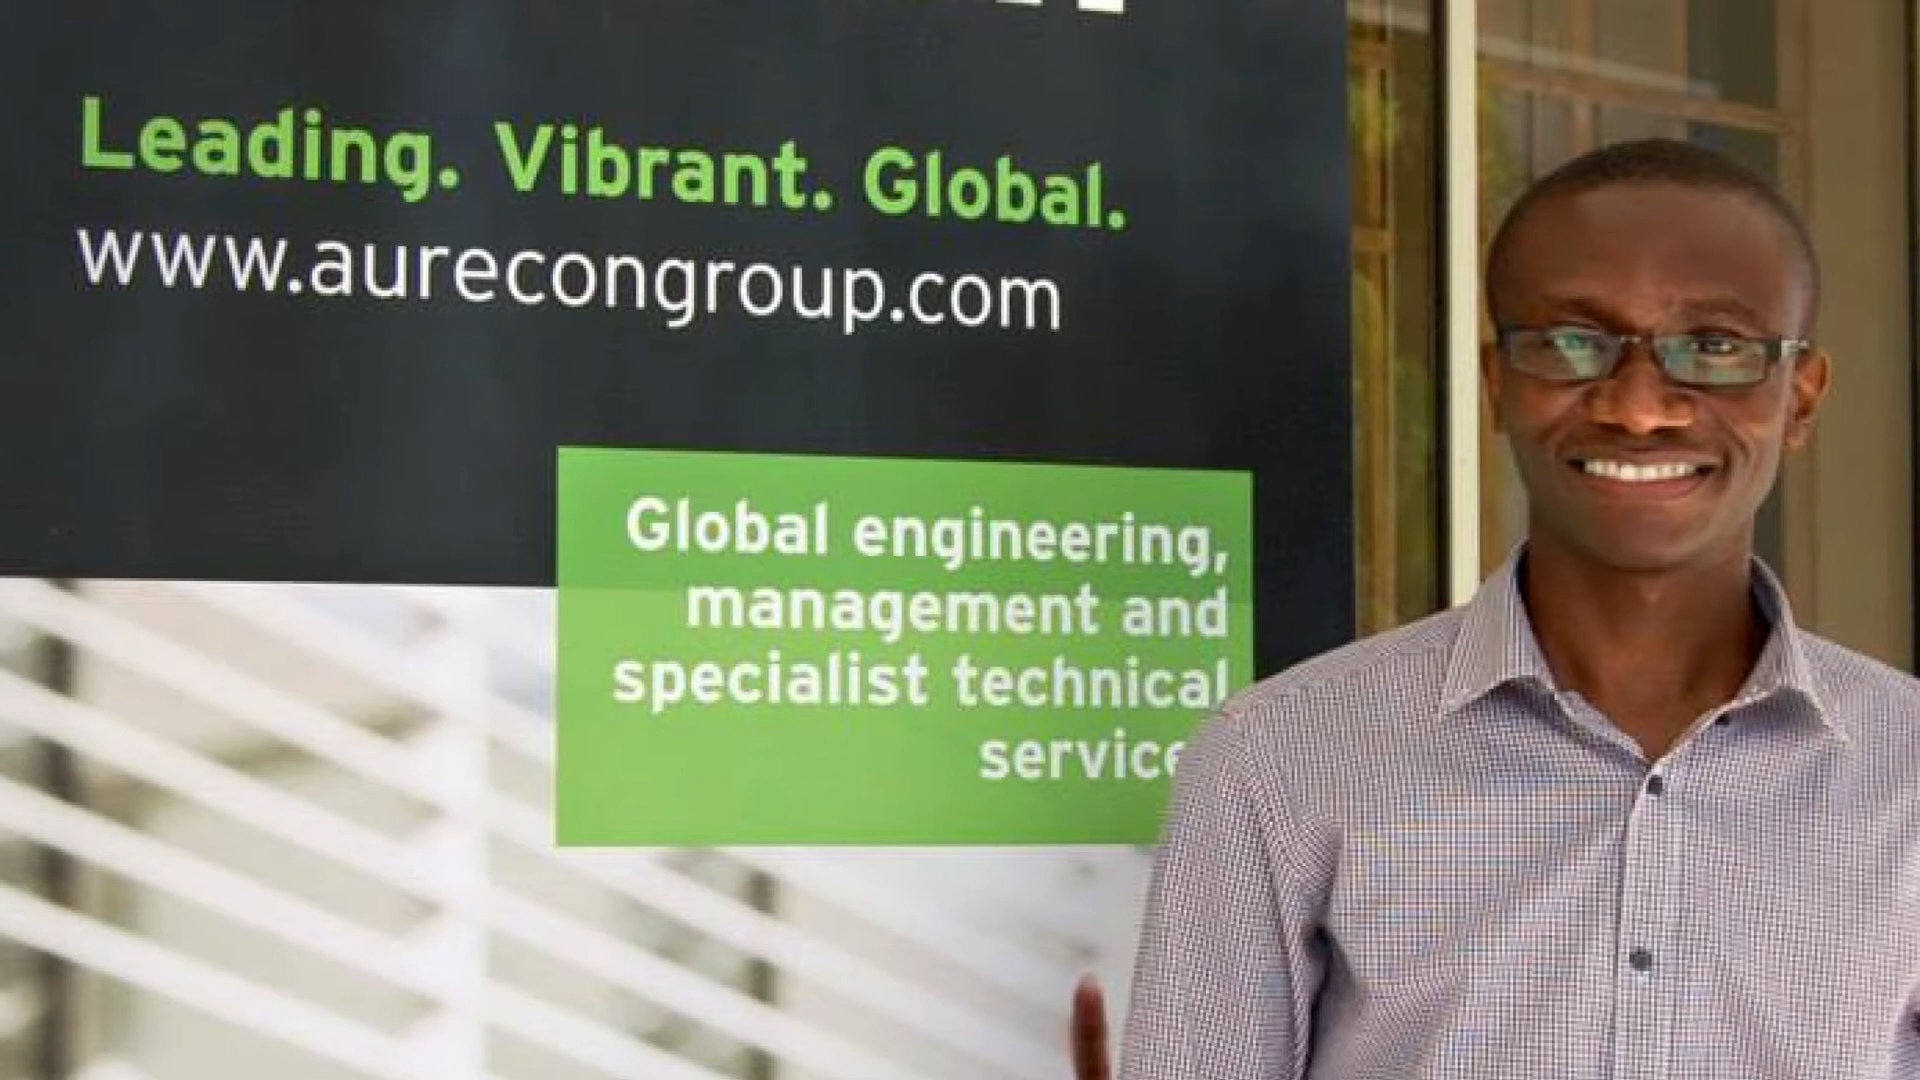 Leading. Vibrant. Global.
www.aurecongroup.com
Global engineering,
management and
specialist technical